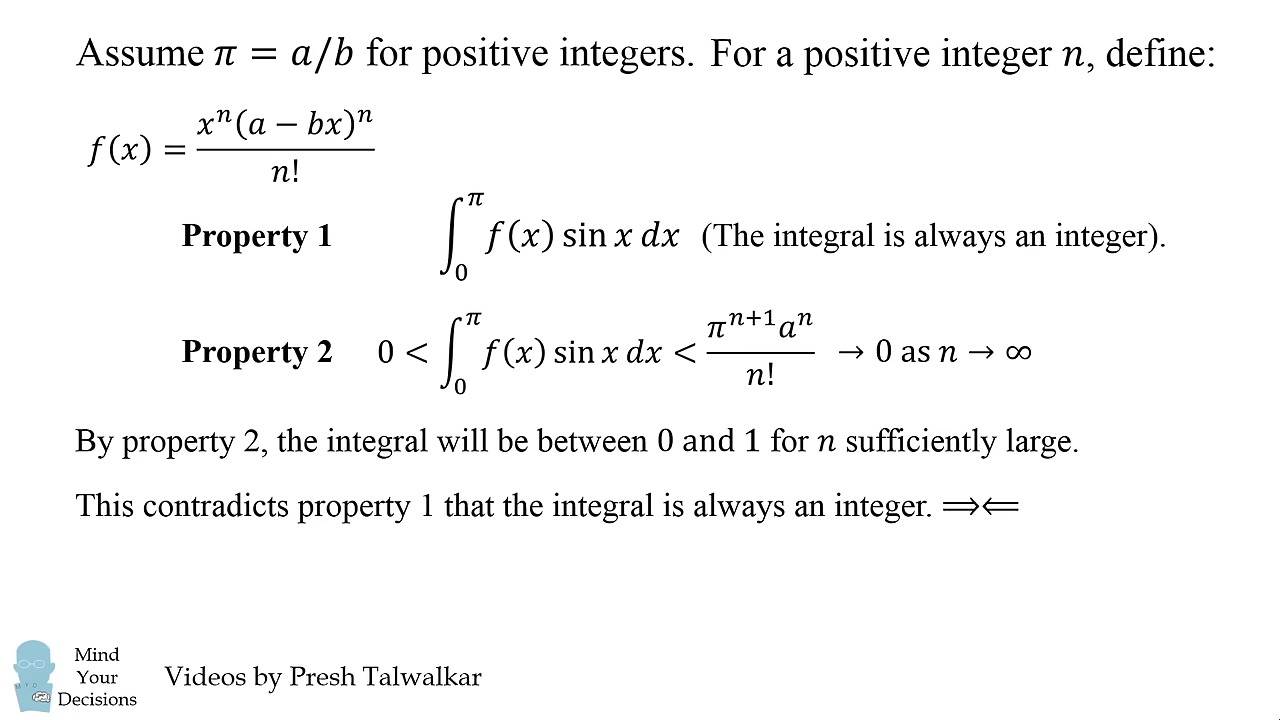 Assume π = a/b for positive integers. For a positive integer n, define:
f(x) = xⁿ(a − bx)ⁿ / n!
Property 1 ∫₀^π f(x) sin x dx (The integral is always an integer).
Property 2 0 < ∫₀^π f(x) sin x dx < πⁿ⁺¹aⁿ / n! → 0 as n → ∞
By property 2, the integral will be between 0 and 1 for n sufficiently large.
This contradicts property 1 that the integral is always an integer. ⟹⟸
Mind
Your
Decisions
Videos by Presh Talwalkar